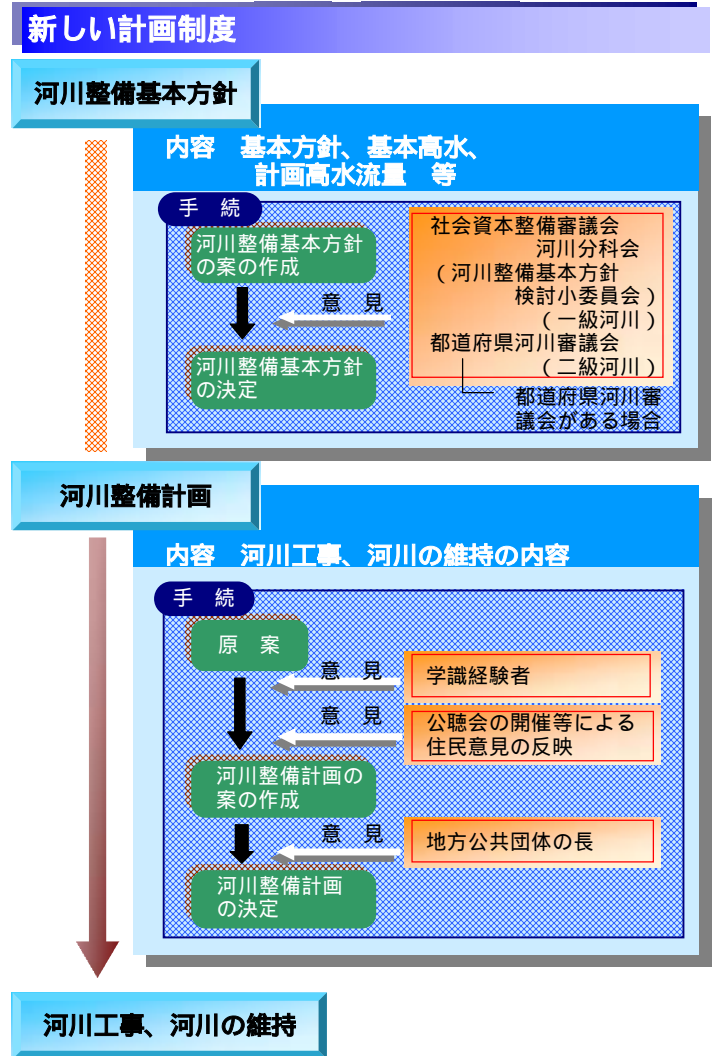 新しい計画制度
河川整備基本方針
内容　基本方針、基本高水、
計画高水流量　等
手　続
河川整備基本方針
の案の作成
意　見
社会資本整備審議会
河川分科会
（河川整備基本方針
検討小委員会）
（一級河川）
都道府県河川審議会
（二級河川）
都道府県河川審
議会がある場合
河川整備基本方針
の決定
河川整備計画
内容　河川工事、河川の維持の内容
手　続
原　案
意　見
学識経験者
意　見
公聴会の開催等による
住民意見の反映
河川整備計画の
案の作成
意　見
地方公共団体の長
河川整備計画
の決定
河川工事、河川の維持